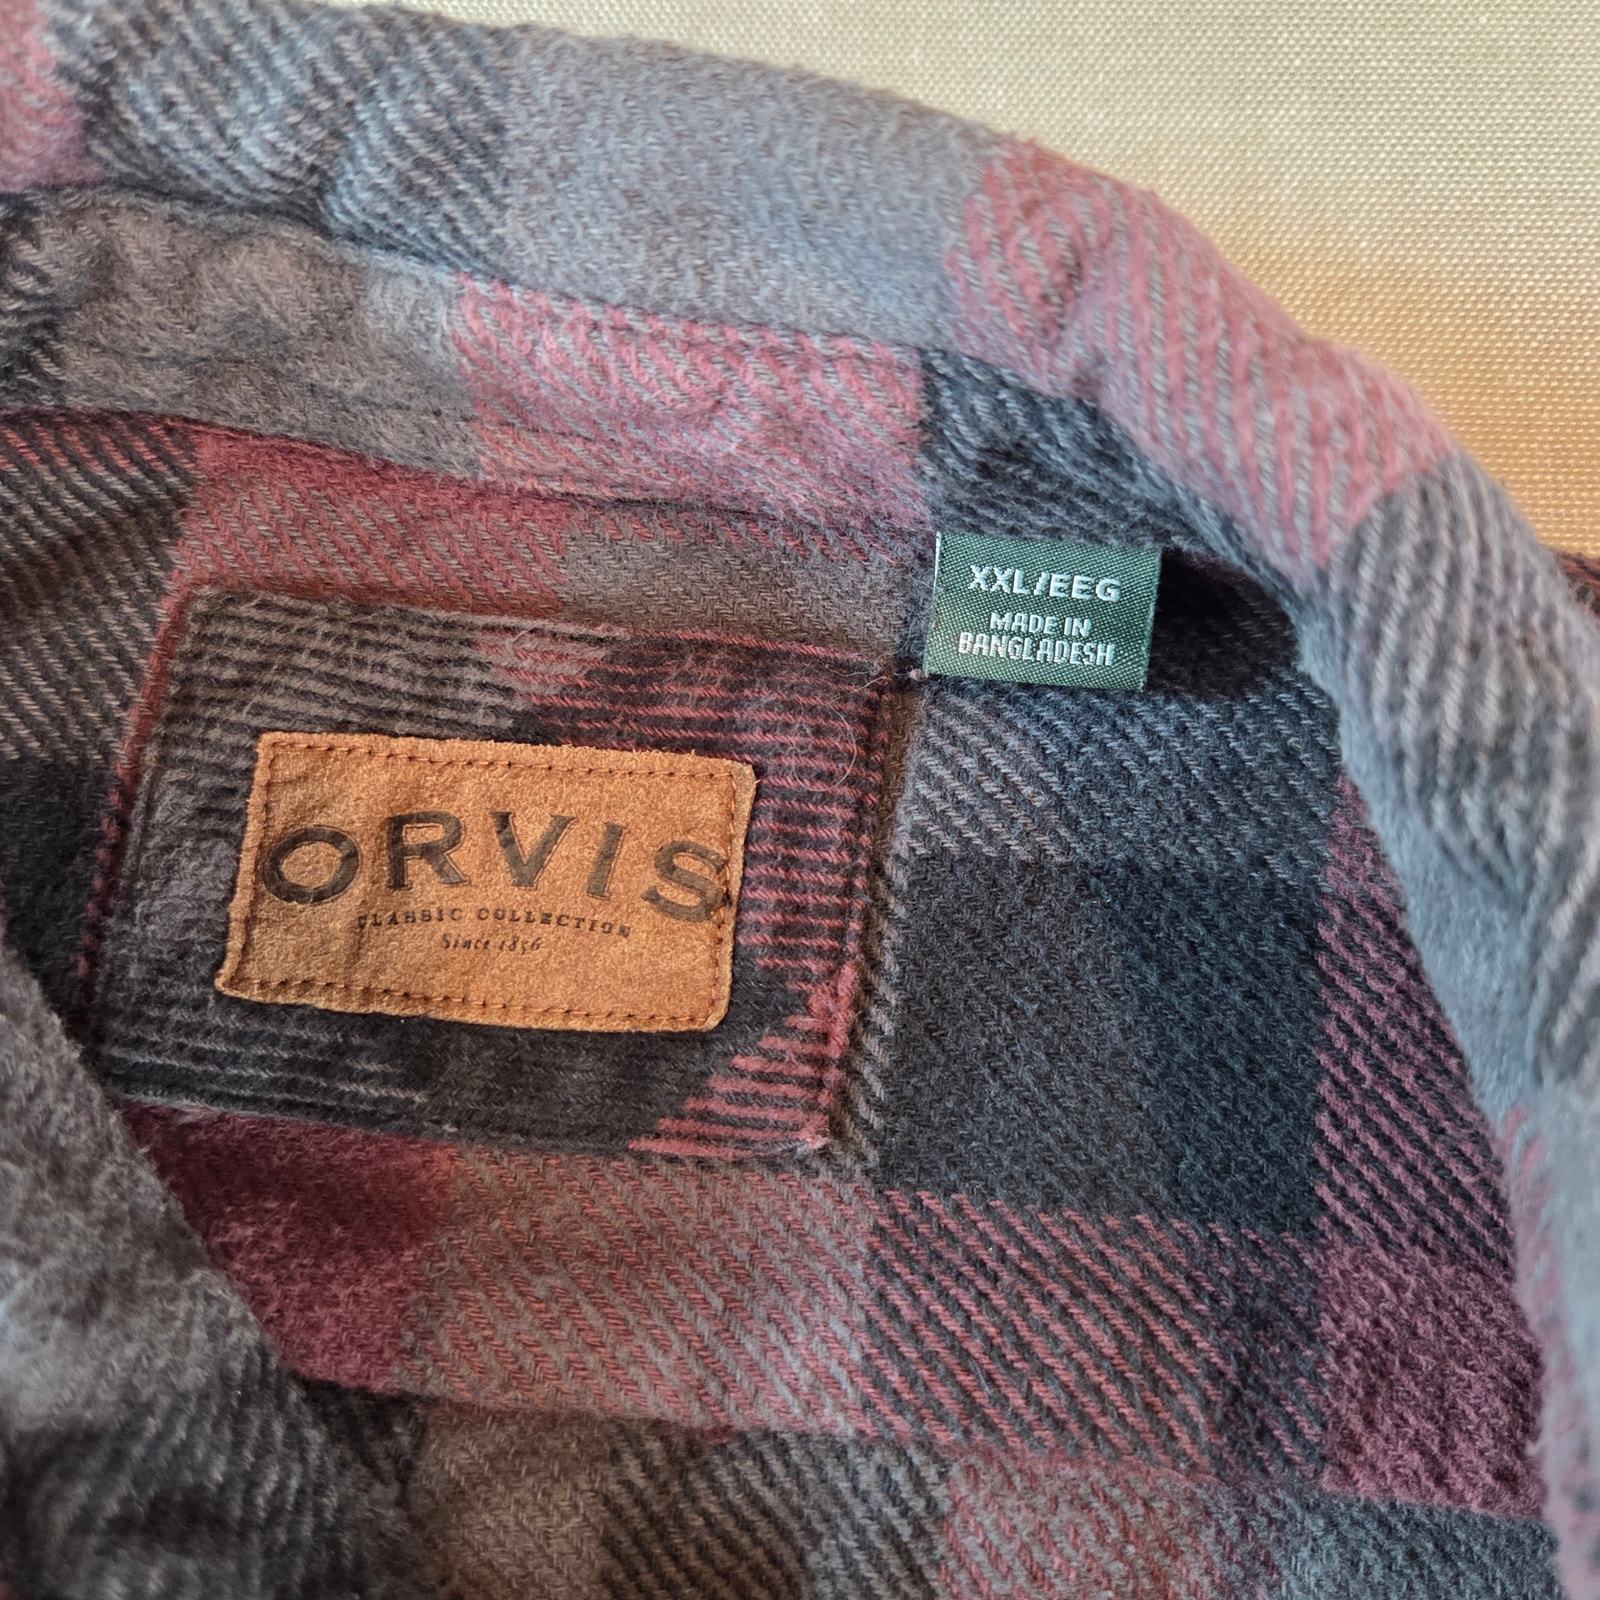 XXL/EEG
MADE IN
BANGLADESH
ORVIS
CLASSIC COLLECTION
Since 1856